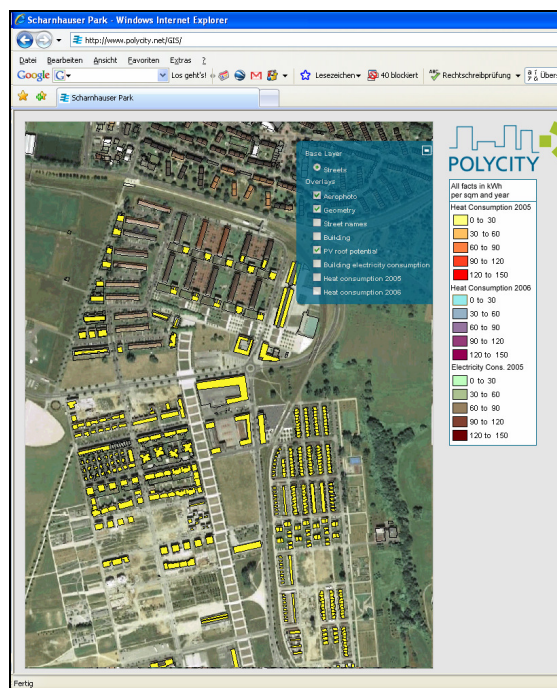 Scharnhauser Park - Windows Internet Explorer
http://www.polycity.net/GIS/
Datei Bearbeiten Ansicht Favoriten Extras ?
Google G Los geht's! M 40 blockiert Lesezeichen Rechtschreibprüfung Übers
Scharnhauser Park
Base Layer
Streets
Overlays
Aerophoto
Geometry
Street names
Building
PV roof potential
Building electricity consumption
Heat consumption 2005
Heat consumption 2006
POLYCITY
All facts in kWh
per sqm and year
Heat Consumption 2005
0 to 30
30 to 60
60 to 90
90 to 120
120 to 150
Heat Consumption 2006
0 to 30
30 to 60
60 to 90
90 to 120
120 to 150
Electricity Cons. 2005
0 to 30
30 to 60
60 to 90
90 to 120
120 to 150
Fertig